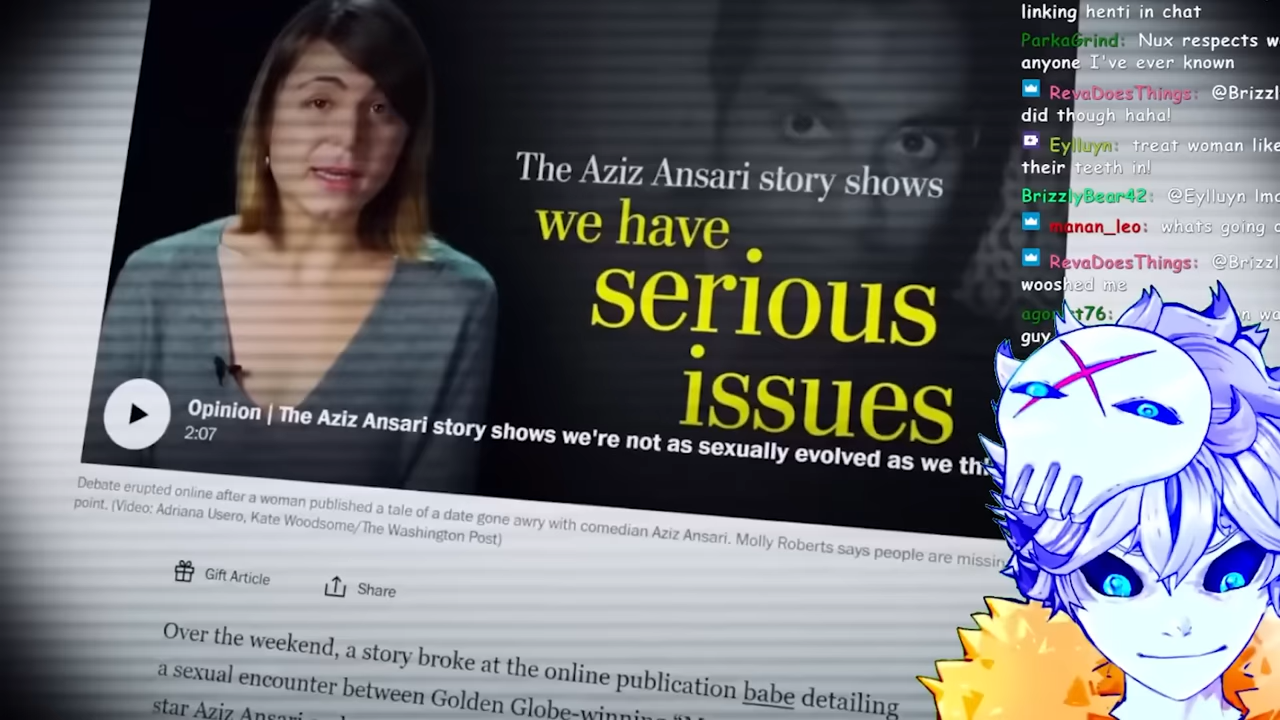 linking henti in chat
ParkaGrind: Nux respects
anyone I've ever known
RevaDoesThings:
did though haha!
Eylluyn: treat woman like
their teeth in!
BrizzlyBear42: @Eylluyn
manan_leo: whats going
RevaDoesThings:
wooshed me
guy
The Aziz Ansari story shows
we have
serious
issues
Opinion | The Aziz Ansari story shows we're not as sexually evolved as we
2:07
Debate erupted online after a woman published a tale of a date gone awry with comedian Aziz Ansari. Molly Roberts says people are
point. (Video: Adriana Usero, Kate Woodsome/The Washington Post)
Gift Article
Share
Over the weekend, a story broke at the online publication babe detailing
a sexual encounter between Golden Globe-winning
star Aziz Ansari